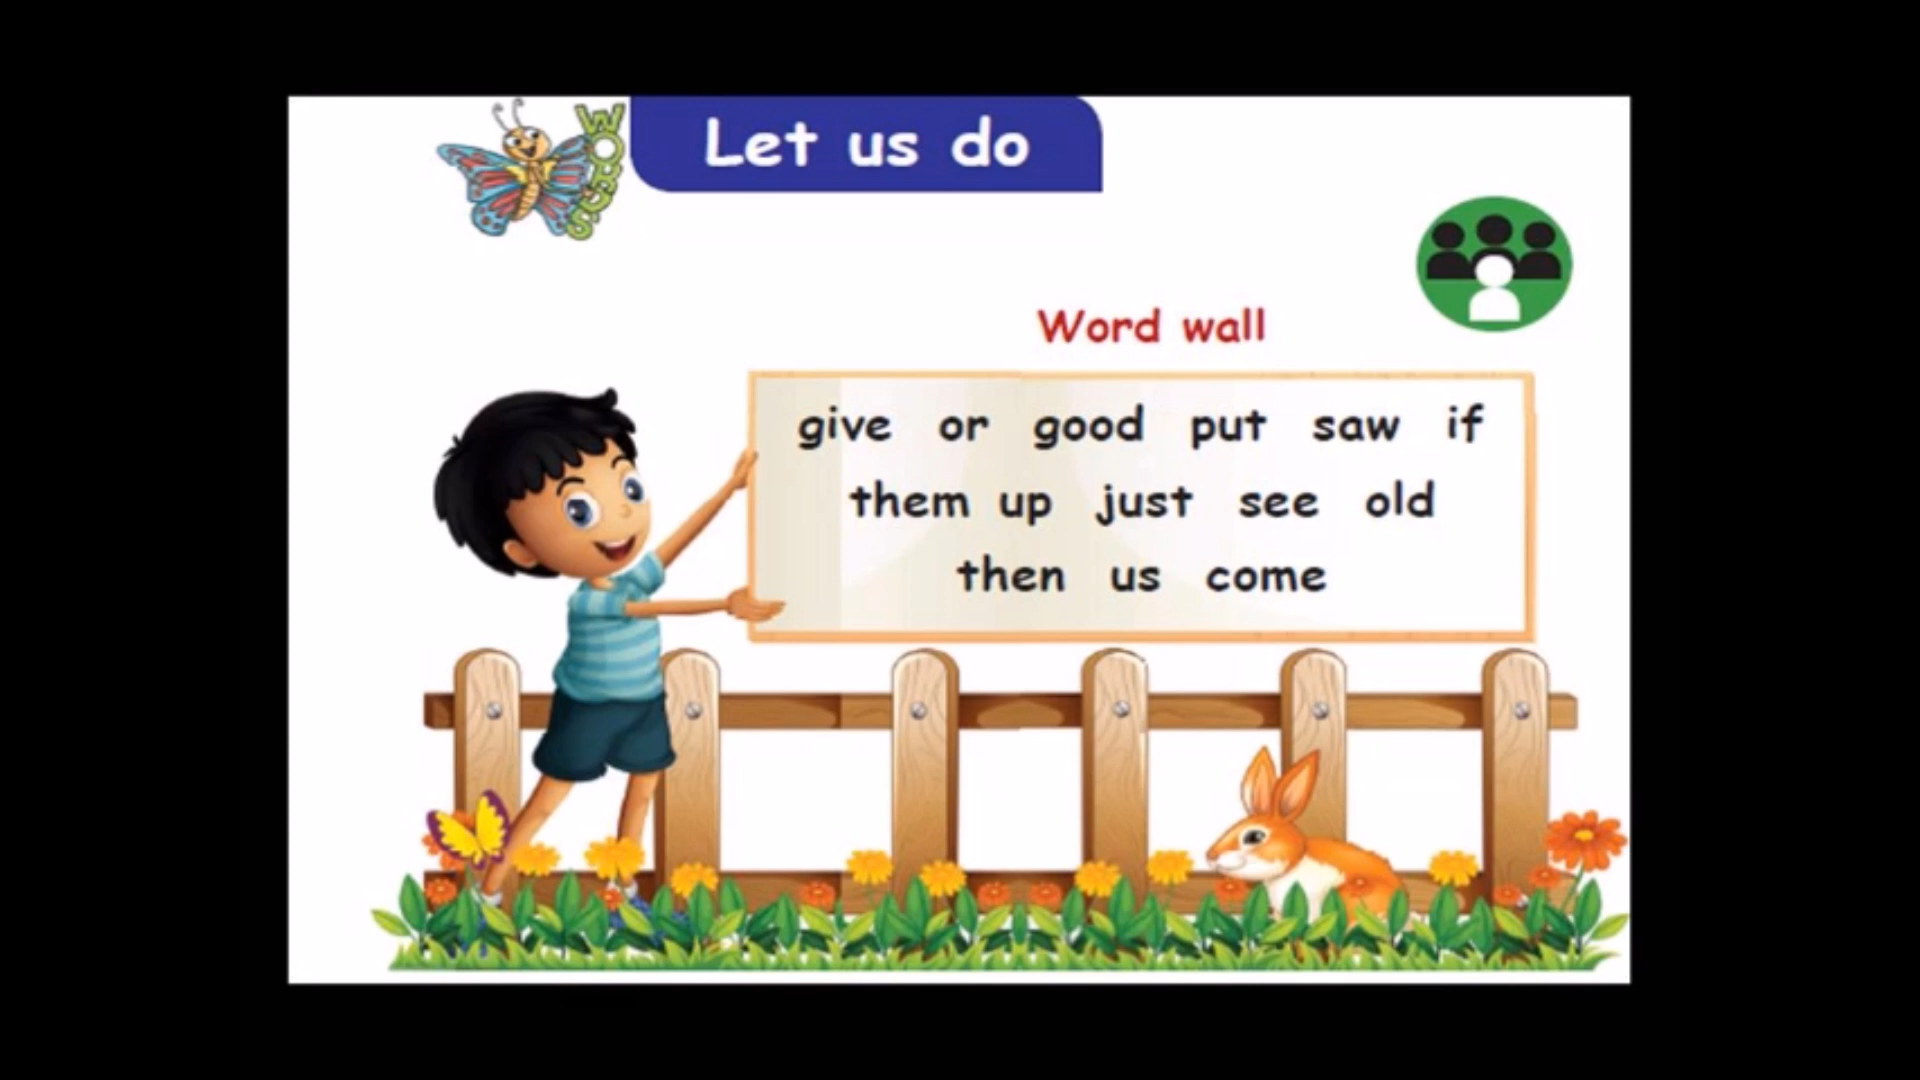 WORDS
Let us do
Word wall
give or good put saw if
them up just see old
then us come